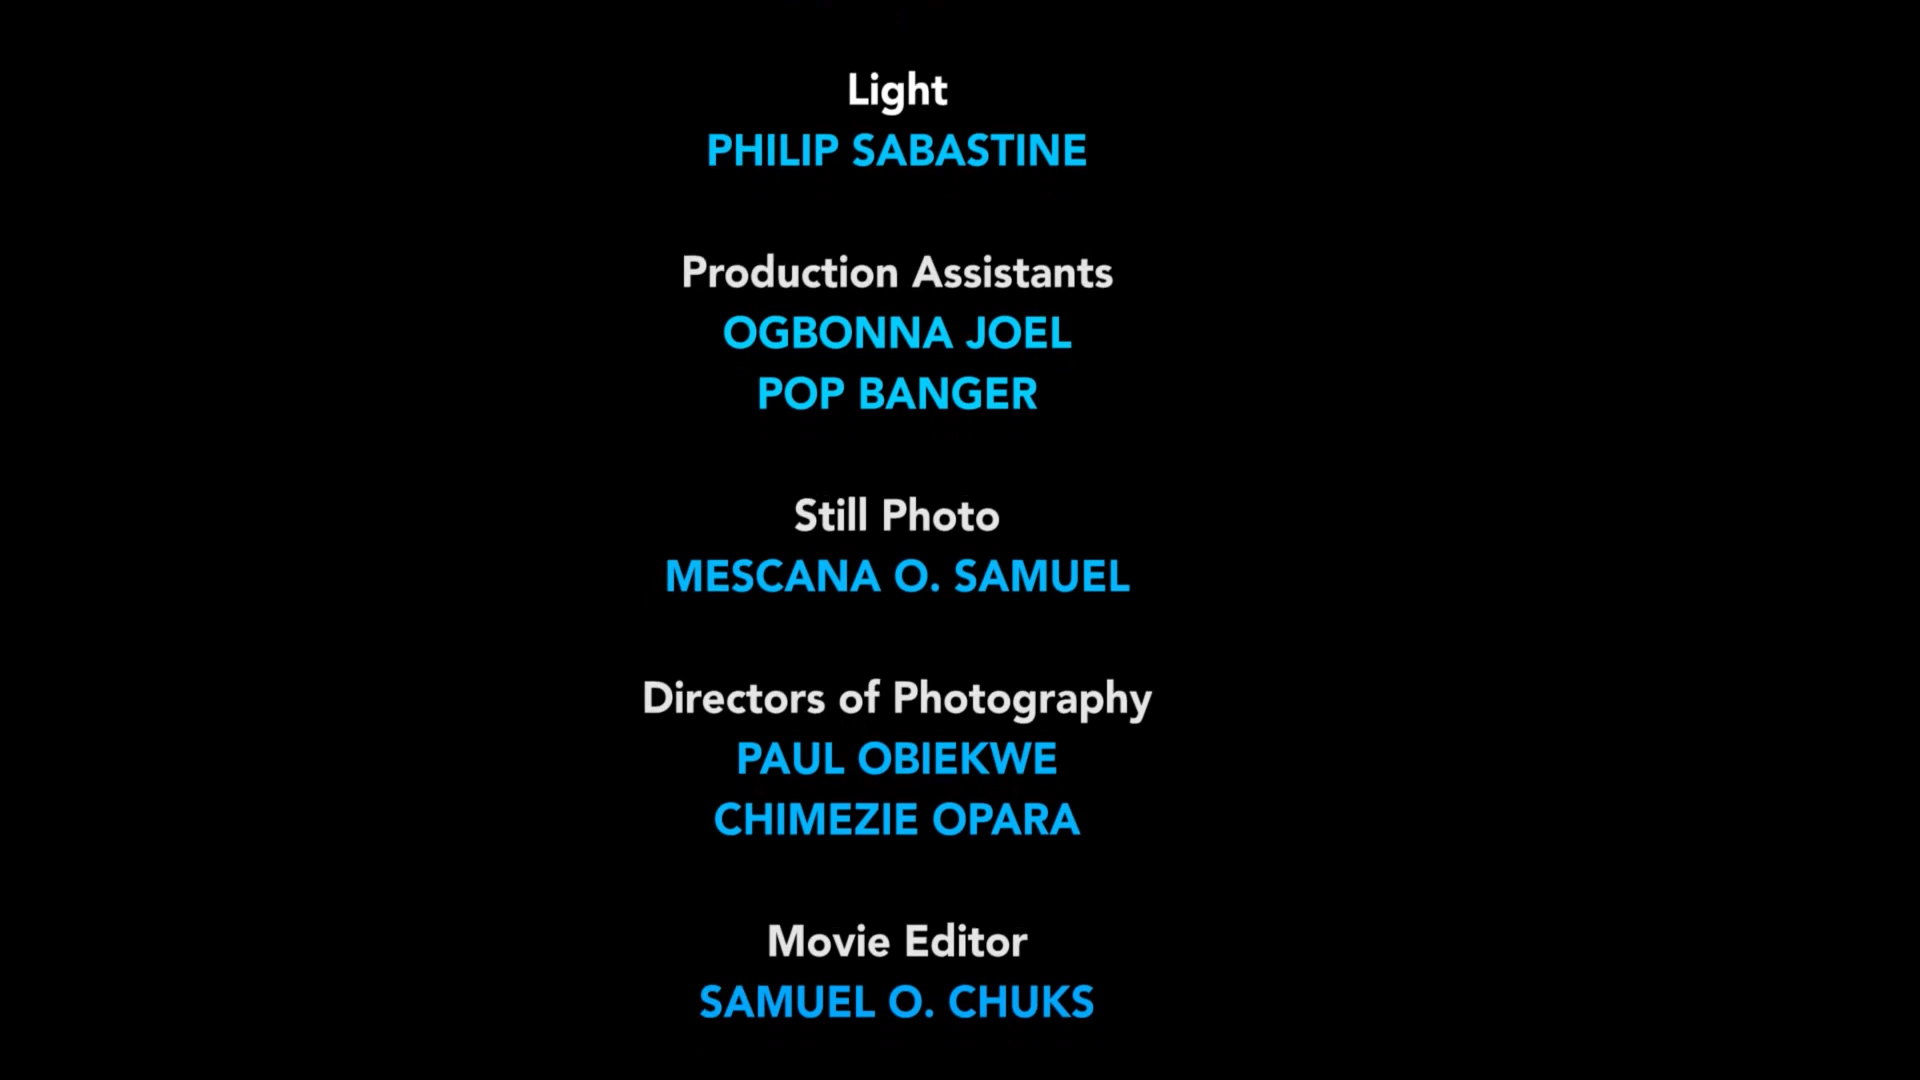 Light
PHILIP SABASTINE
Production Assistants
OGBONNA JOEL
POP BANGER
Still Photo
MESCANA O. SAMUEL
Directors of Photography
PAUL OBIEKWE
CHIMEZIE OPARA
Movie Editor
SAMUEL O. CHUKS